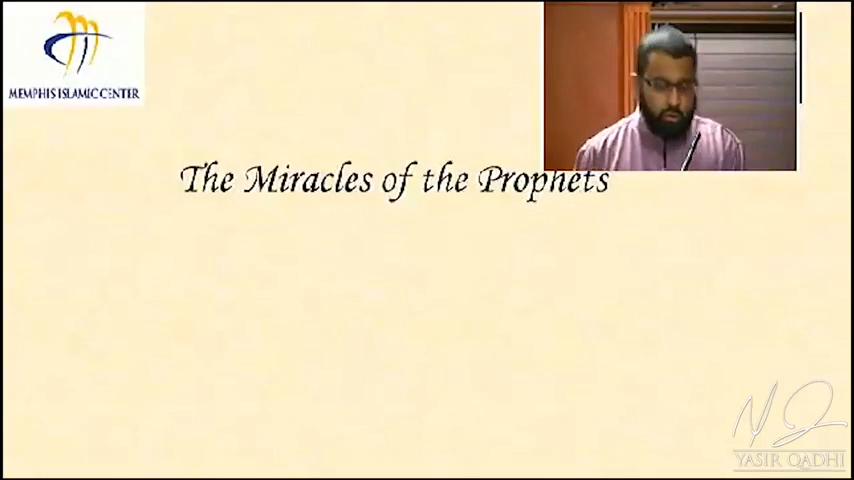 MEMPHIS ISLAMIC CENTER
The Miracles of the Prophets
YASIR QADHI